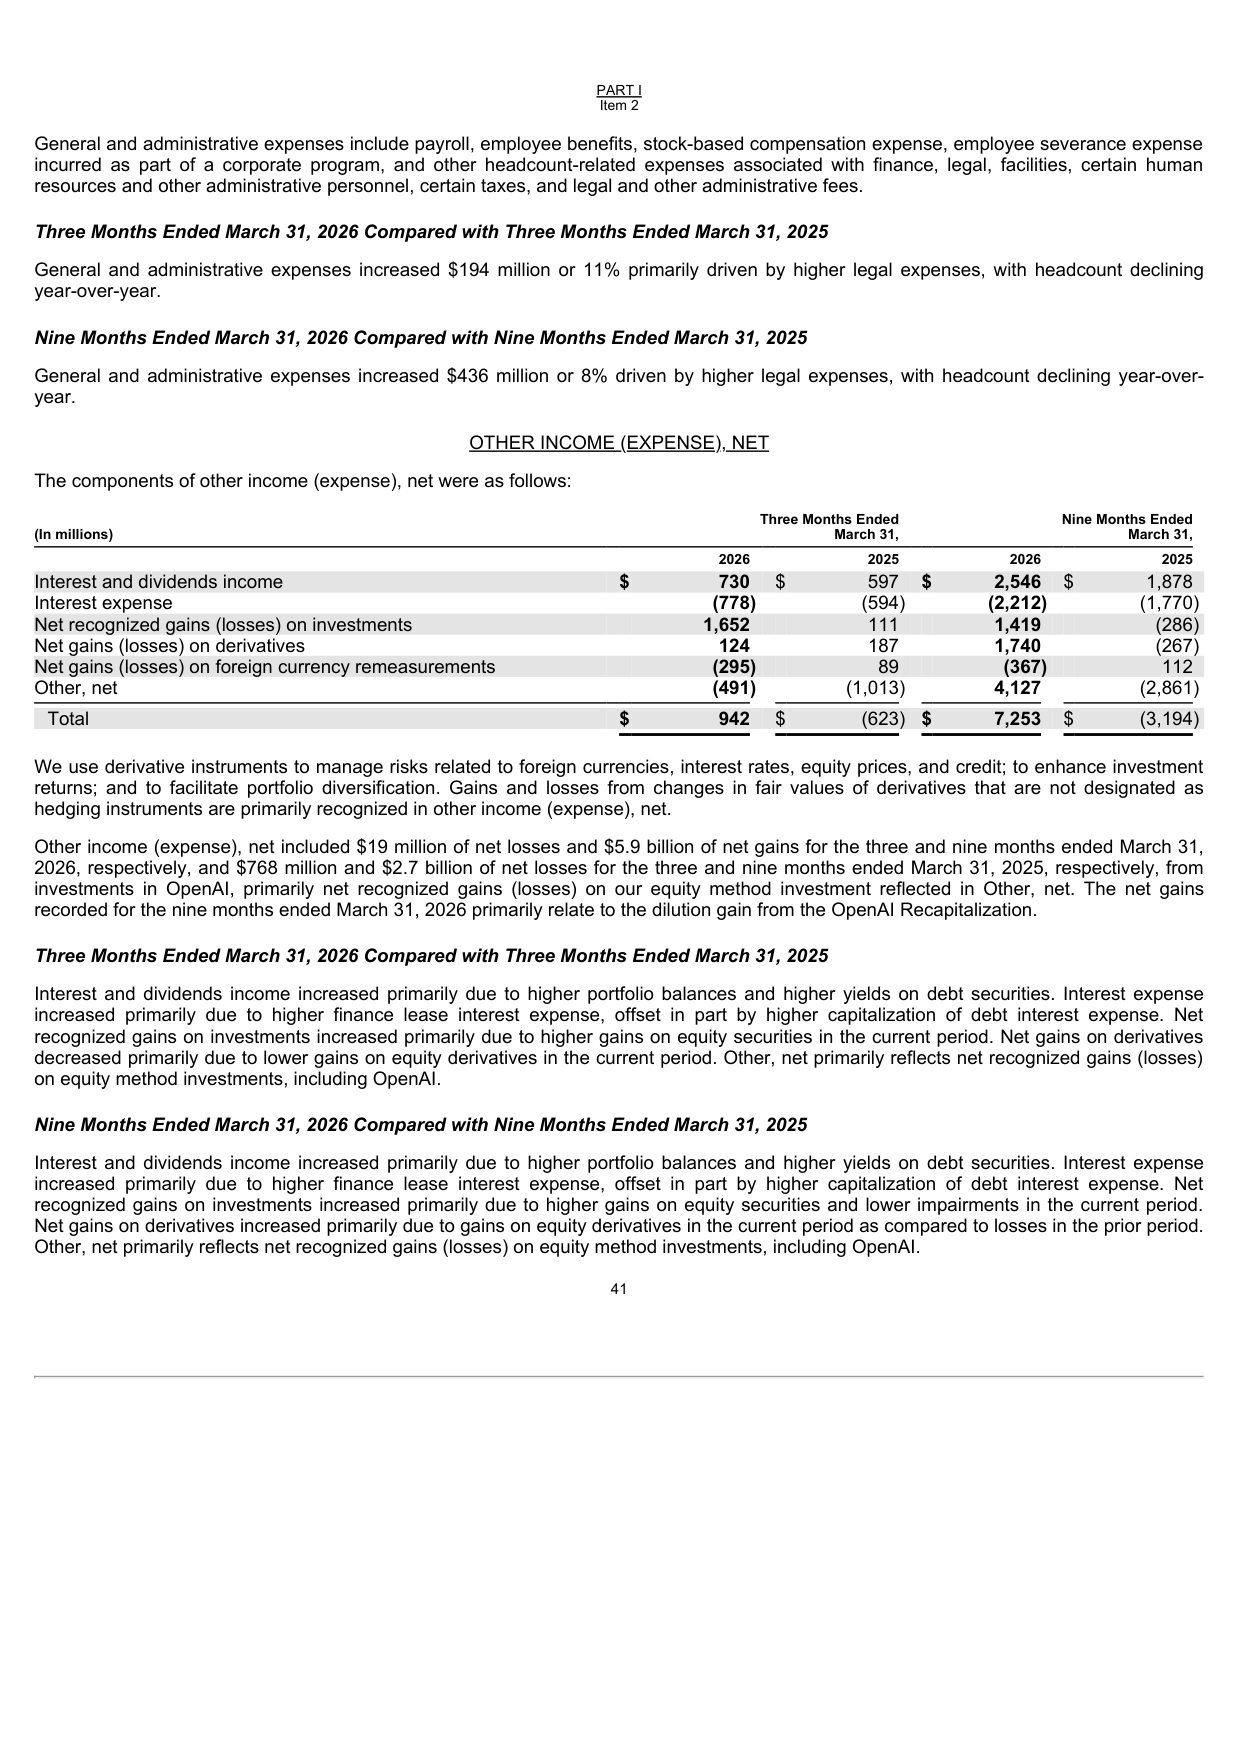 PART I
Item 2
General and administrative expenses include payroll, employee benefits, stock-based compensation expense, employee severance expense
incurred as part of a corporate program, and other headcount-related expenses associated with finance, legal, facilities, certain human
resources and other administrative personnel, certain taxes, and legal and other administrative fees.
Three Months Ended March 31, 2026 Compared with Three Months Ended March 31, 2025
General and administrative expenses increased $194 million or 11% primarily driven by higher legal expenses, with headcount declining
year-over-year.
Nine Months Ended March 31, 2026 Compared with Nine Months Ended March 31, 2025
General and administrative expenses increased $436 million or 8% driven by higher legal expenses, with headcount declining year-over-
year.
OTHER INCOME (EXPENSE), NET
The components of other income (expense), net were as follows:
(In millions) Three Months Ended March 31, Nine Months Ended March 31,
2026 2025 2026 2025
Interest and dividends income $ 730 $ 597 $ 2,546 $ 1,878
Interest expense (778) (594) (2,212) (1,770)
Net recognized gains (losses) on investments 1,652 111 1,419 (286)
Net gains (losses) on derivatives 124 187 1,740 (267)
Net gains (losses) on foreign currency remeasurements (295) 89 (367) 112
Other, net (491) (1,013) 4,127 (2,861)
Total $ 942 $ (623) $ 7,253 $ (3,194)
We use derivative instruments to manage risks related to foreign currencies, interest rates, equity prices, and credit; to enhance investment
returns; and to facilitate portfolio diversification. Gains and losses from changes in fair values of derivatives that are not designated as
hedging instruments are primarily recognized in other income (expense), net.
Other income (expense), net included $19 million of net losses and $5.9 billion of net gains for the three and nine months ended March 31,
2026, respectively, and $768 million and $2.7 billion of net losses for the three and nine months ended March 31, 2025, respectively, from
investments in OpenAI, primarily net recognized gains (losses) on our equity method investment reflected in Other, net. The net gains
recorded for the nine months ended March 31, 2026 primarily relate to the dilution gain from the OpenAI Recapitalization.
Three Months Ended March 31, 2026 Compared with Three Months Ended March 31, 2025
Interest and dividends income increased primarily due to higher portfolio balances and higher yields on debt securities. Interest expense
increased primarily due to higher finance lease interest expense, offset in part by higher capitalization of debt interest expense. Net
recognized gains on investments increased primarily due to higher gains on equity securities in the current period. Net gains on derivatives
decreased primarily due to lower gains on equity derivatives in the current period. Other, net primarily reflects net recognized gains (losses)
on equity method investments, including OpenAI.
Nine Months Ended March 31, 2026 Compared with Nine Months Ended March 31, 2025
Interest and dividends income increased primarily due to higher portfolio balances and higher yields on debt securities. Interest expense
increased primarily due to higher finance lease interest expense, offset in part by higher capitalization of debt interest expense. Net
recognized gains on investments increased primarily due to higher gains on equity securities and lower impairments in the current period.
Net gains on derivatives increased primarily due to gains on equity derivatives in the current period as compared to losses in the prior period.
Other, net primarily reflects net recognized gains (losses) on equity method investments, including OpenAI.
41